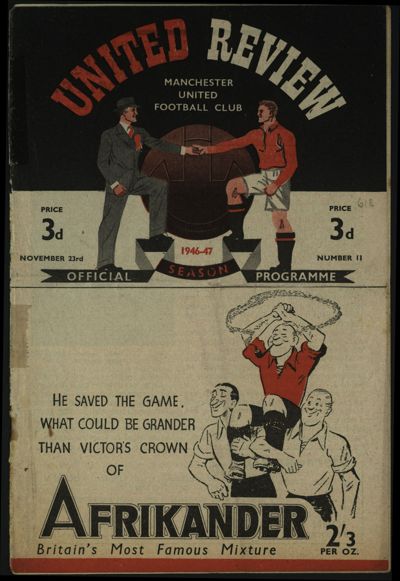 UNITED REVIEW
MANCHESTER
UNITED
FOOTBALL CLUB
PRICE
3d
NOVEMBER 23rd
PRICE
3d
NUMBER 11
618
1946-47
OFFICIAL SEASON PROGRAMME
HE SAVED THE GAME,
WHAT COULD BE GRANDER
THAN VICTOR'S CROWN
OF
AFRIKANDER
Britain's Most Famous Mixture
2'/3
PER OZ.